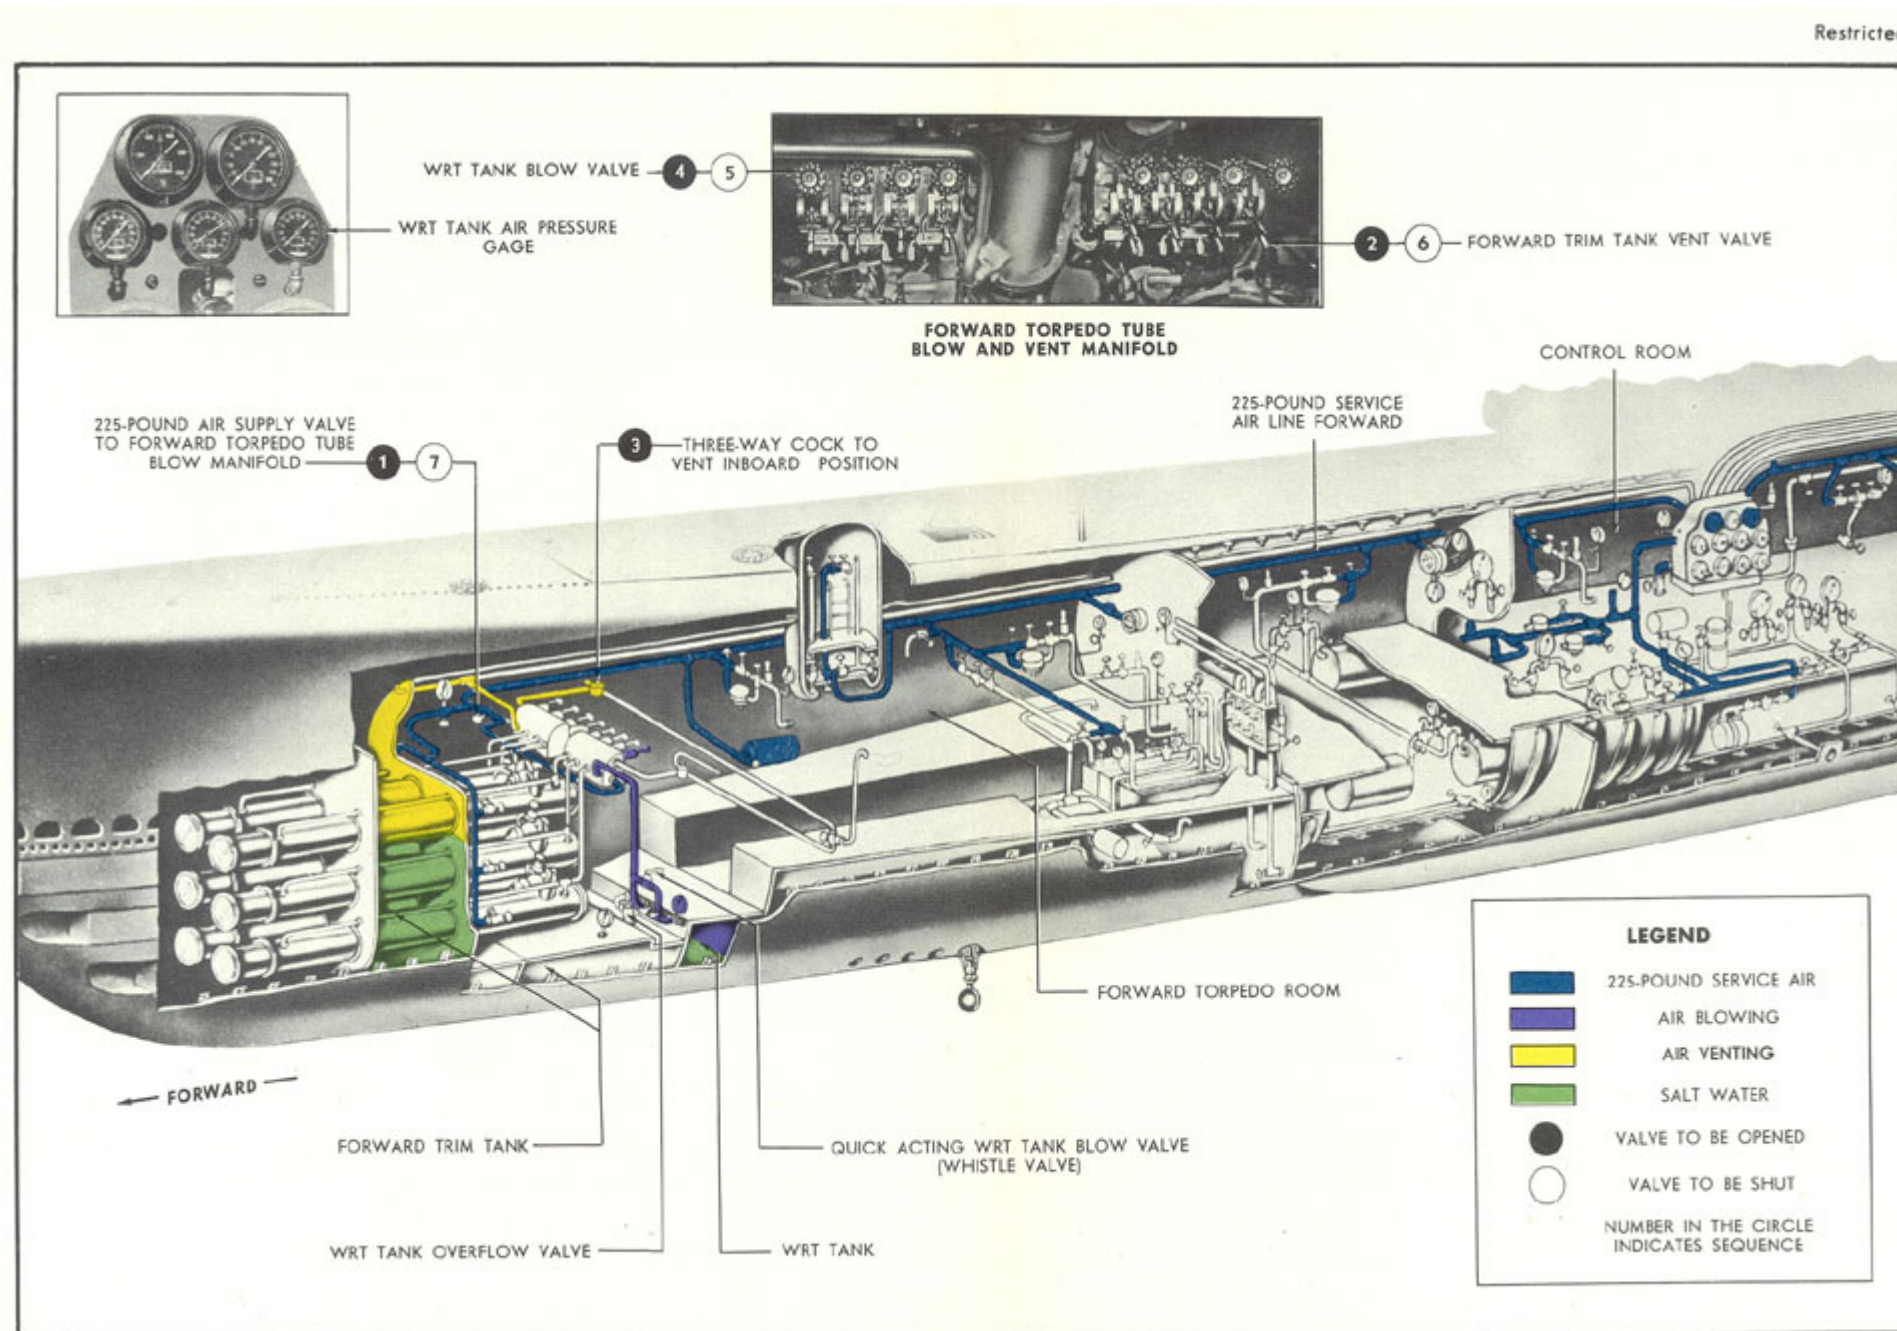 Restricte
WRT TANK BLOW VALVE
4
5
WRT TANK AIR PRESSURE
GAGE
2
6
FORWARD TRIM TANK VENT VALVE
FORWARD TORPEDO TUBE
BLOW AND VENT MANIFOLD
CONTROL ROOM
225-POUND SERVICE
AIR LINE FORWARD
225-POUND AIR SUPPLY VALVE
TO FORWARD TORPEDO TUBE
BLOW MANIFOLD
1
7
3
THREE-WAY COCK TO
VENT INBOARD POSITION
FORWARD TORPEDO ROOM
FORWARD
FORWARD TRIM TANK
QUICK ACTING WRT TANK BLOW VALVE
(WHISTLE VALVE)
WRT TANK OVERFLOW VALVE
WRT TANK
LEGEND
225-POUND SERVICE AIR
AIR BLOWING
AIR VENTING
SALT WATER
VALVE TO BE OPENED
VALVE TO BE SHUT
NUMBER IN THE CIRCLE
INDICATES SEQUENCE